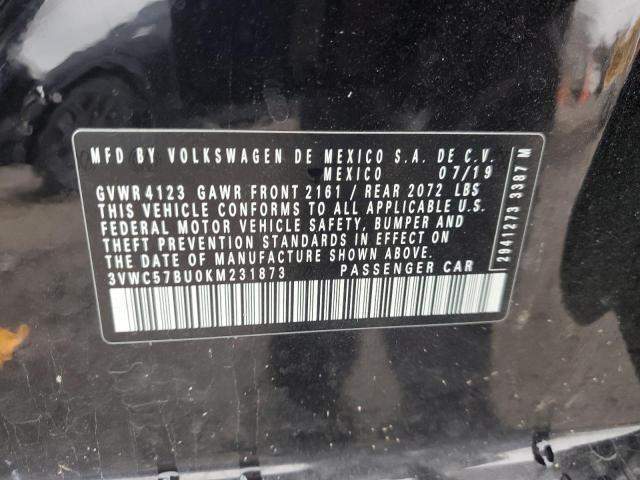 MFD BY VOLKSWAGEN DE MEXICO S.A. DE C.V.
MEXICO 07/19
GVWR 4123 GAWR FRONT 2161 / REAR 2072 LBS
THIS VEHICLE CONFORMS TO ALL APPLICABLE U.S.
FEDERAL MOTOR VEHICLE SAFETY, BUMPER AND
THEFT PREVENTION STANDARDS IN EFFECT ON
THE DATE OF MANUFACTURE SHOWN ABOVE.
3VWC57BU0KM231873 PASSENGER CAR
2941273 3387 M